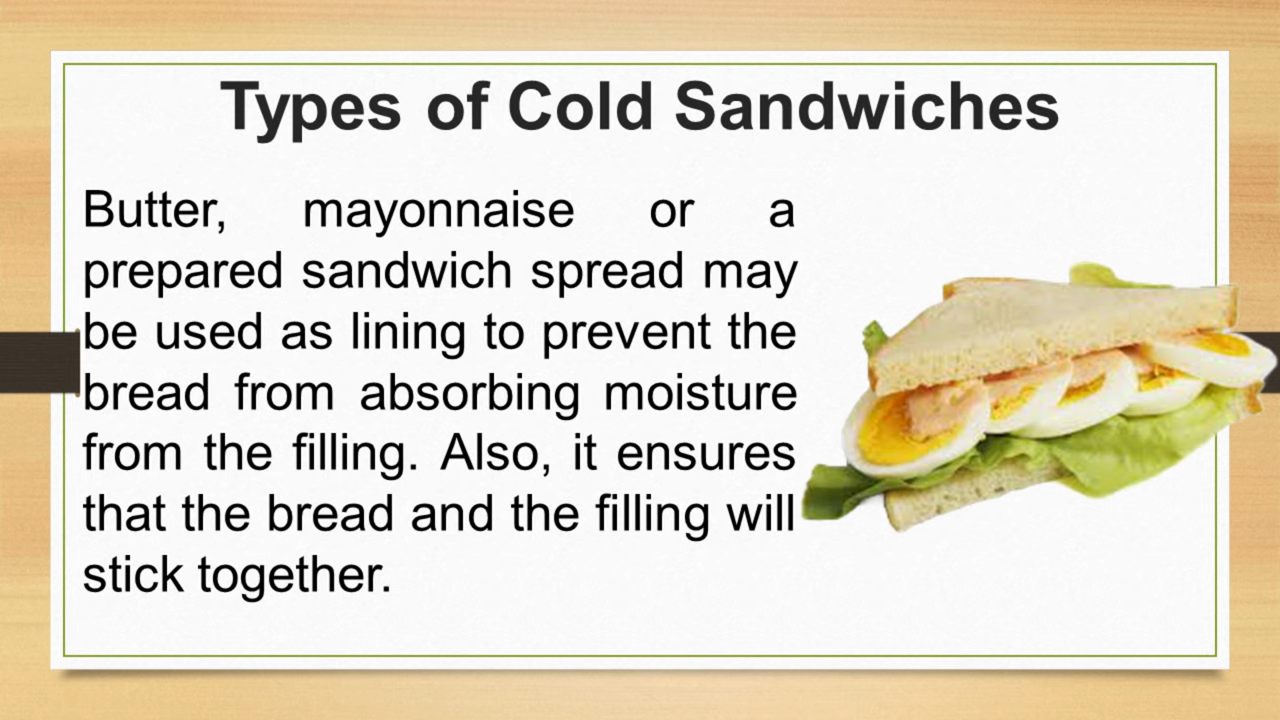 Types of Cold Sandwiches
Butter, mayonnaise or a
prepared sandwich spread may
be used as lining to prevent the
bread from absorbing moisture
from the filling. Also, it ensures
that the bread and the filling will
stick together.